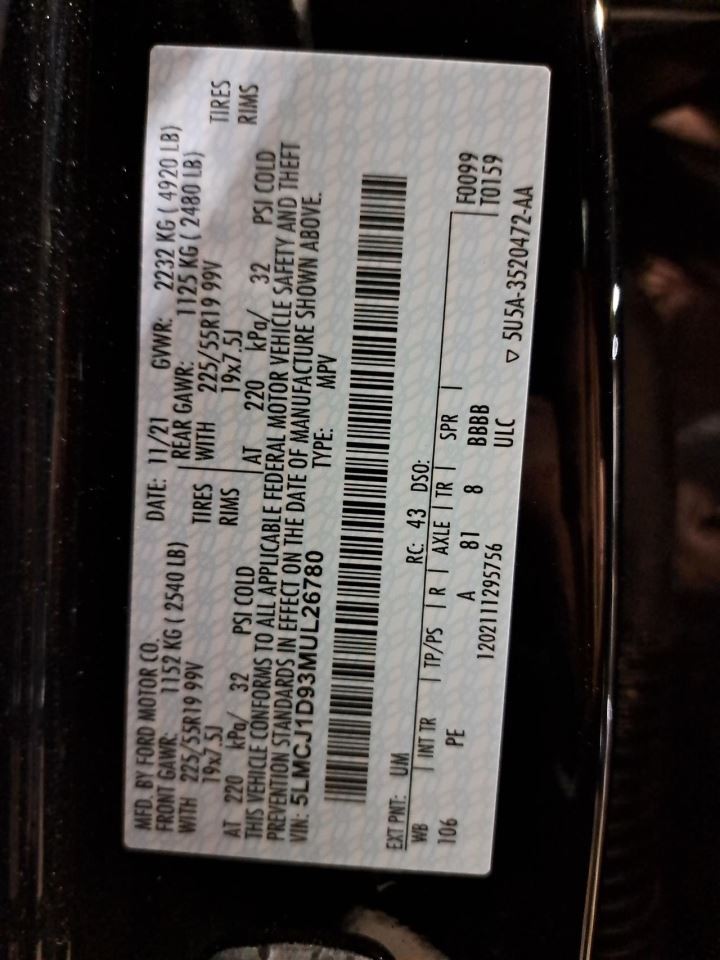 MFD. BY FORD MOTOR CO. DATE: 11/21 GVWR: 2232 KG ( 4920 LB)
FRONT GAWR: 1152 KG ( 2540 LB) REAR GAWR: 1125 KG ( 2480 LB)
WITH 225/55R19 99V TIRES WITH 225/55R19 99V TIRES
19x7.5J RIMS 19x7.5J RIMS
AT 220 kPa/ 32 PSI COLD AT 220 kPa/ 32 PSI COLD
THIS VEHICLE CONFORMS TO ALL APPLICABLE FEDERAL MOTOR VEHICLE SAFETY AND THEFT
PREVENTION STANDARDS IN EFFECT ON THE DATE OF MANUFACTURE SHOWN ABOVE.
VIN: 5LMCJ1D93MUL26780 TYPE: MPV
EXT PNT: UM RC: 43 DSO:
WB | INT TR | TP/PS | R | AXLE | TR | SPR | F0099
106 PE A 81 8 BBBB T0159
1202111295756 ULC ▽ 5U5A-3520472-AA